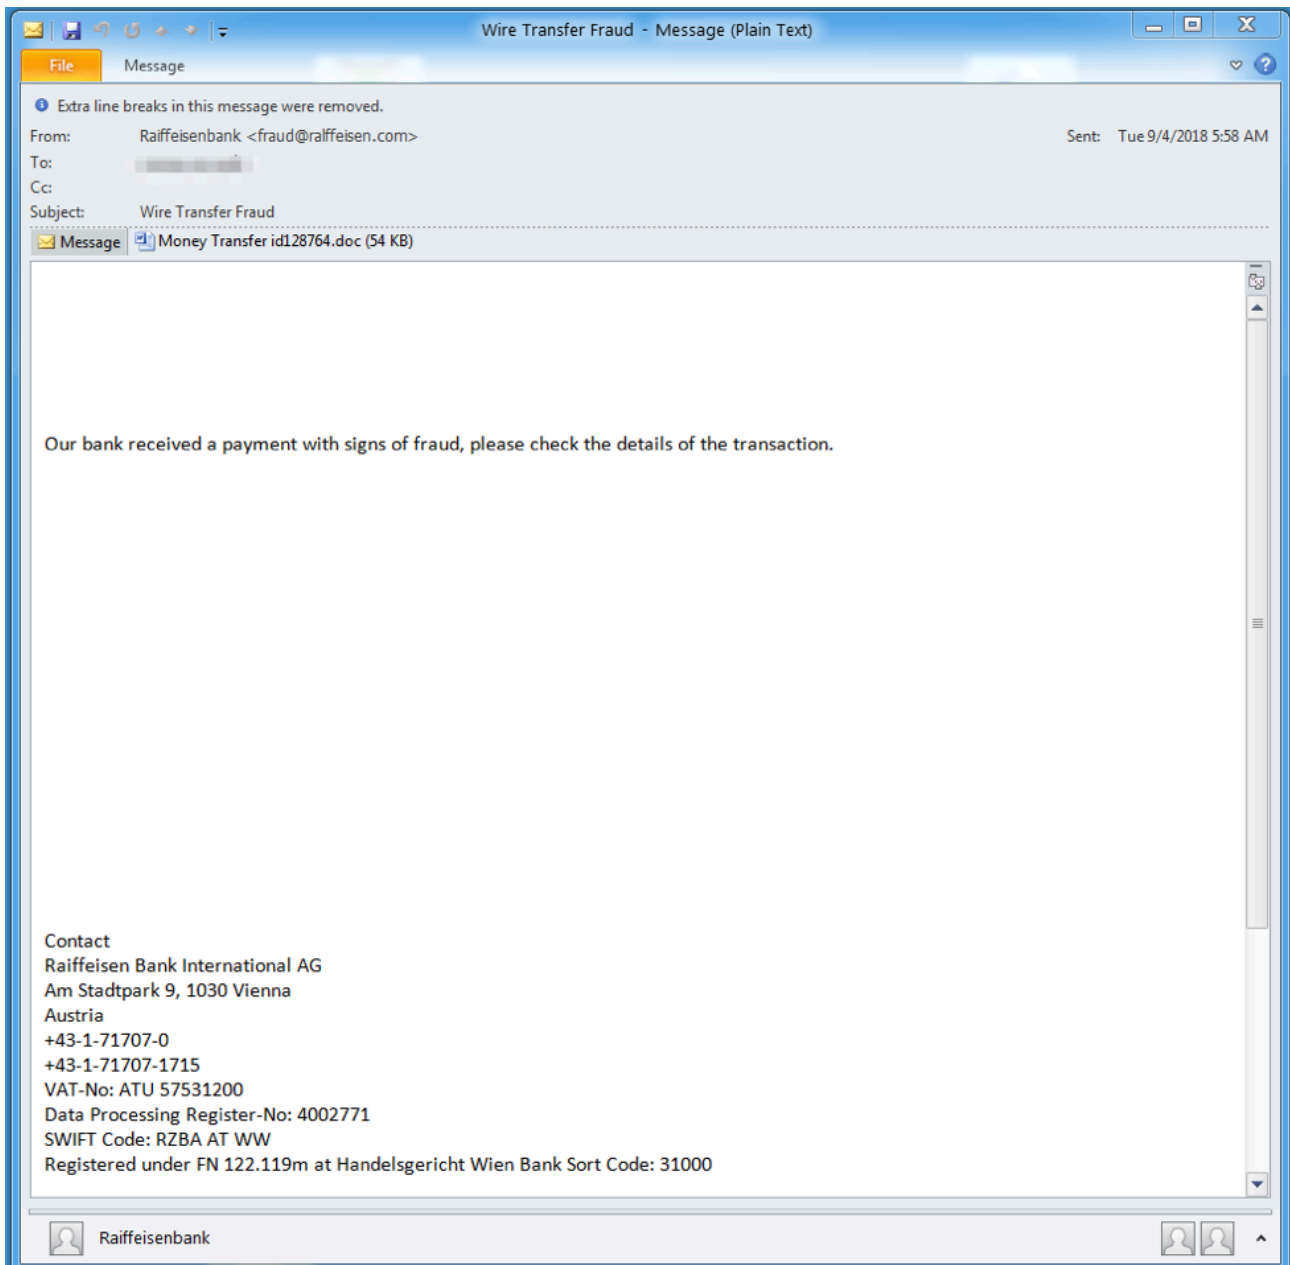 Wire Transfer Fraud - Message (Plain Text)
File Message
Extra line breaks in this message were removed.
From: Raiffeisenbank <fraud@ralffeisen.com> Sent: Tue 9/4/2018 5:58 AM
To:
Cc:
Subject: Wire Transfer Fraud
Message Money Transfer id128764.doc (54 KB)
Our bank received a payment with signs of fraud, please check the details of the transaction.
Contact
Raiffeisen Bank International AG
Am Stadtpark 9, 1030 Vienna
Austria
+43-1-71707-0
+43-1-71707-1715
VAT-No: ATU 57531200
Data Processing Register-No: 4002771
SWIFT Code: RZBA AT WW
Registered under FN 122.119m at Handelsgericht Wien Bank Sort Code: 31000
Raiffeisenbank